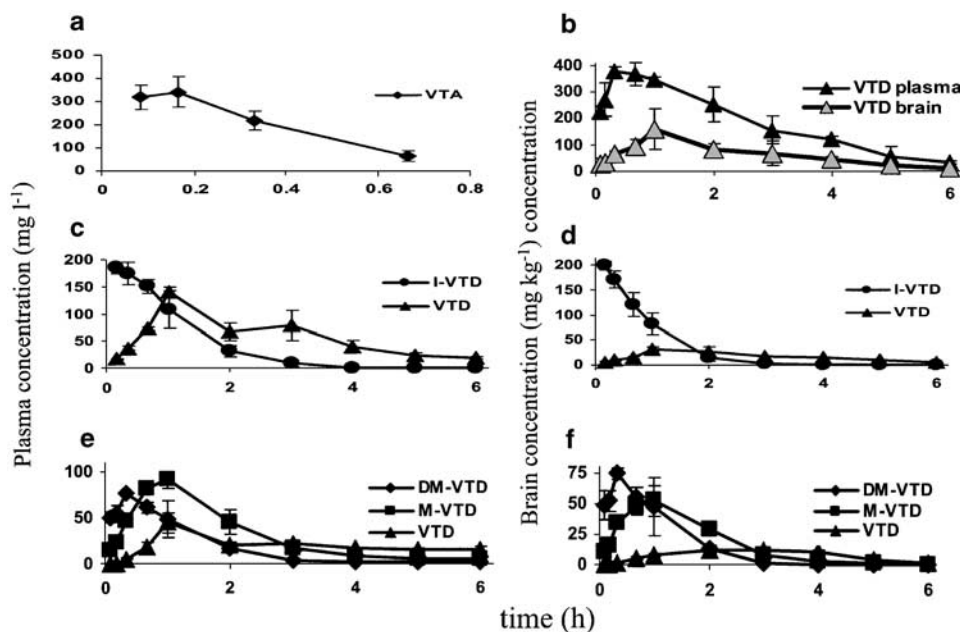 a
500
400
300
200
100
0
0
0.2
0.4
0.6
0.8
VTA
b
400
300
200
100
0
0
2
4
6
VTD plasma
VTD brain
c
200
150
100
50
0
0
2
4
6
I-VTD
VTD
d
200
150
100
50
0
0
2
4
6
I-VTD
VTD
e
100
50
0
0
2
4
6
DM-VTD
M-VTD
VTD
f
75
50
25
0
0
2
4
6
DM-VTD
M-VTD
VTD
Plasma concentration (mg l⁻¹)
Brain concentration (mg kg⁻¹) concentration
time (h)